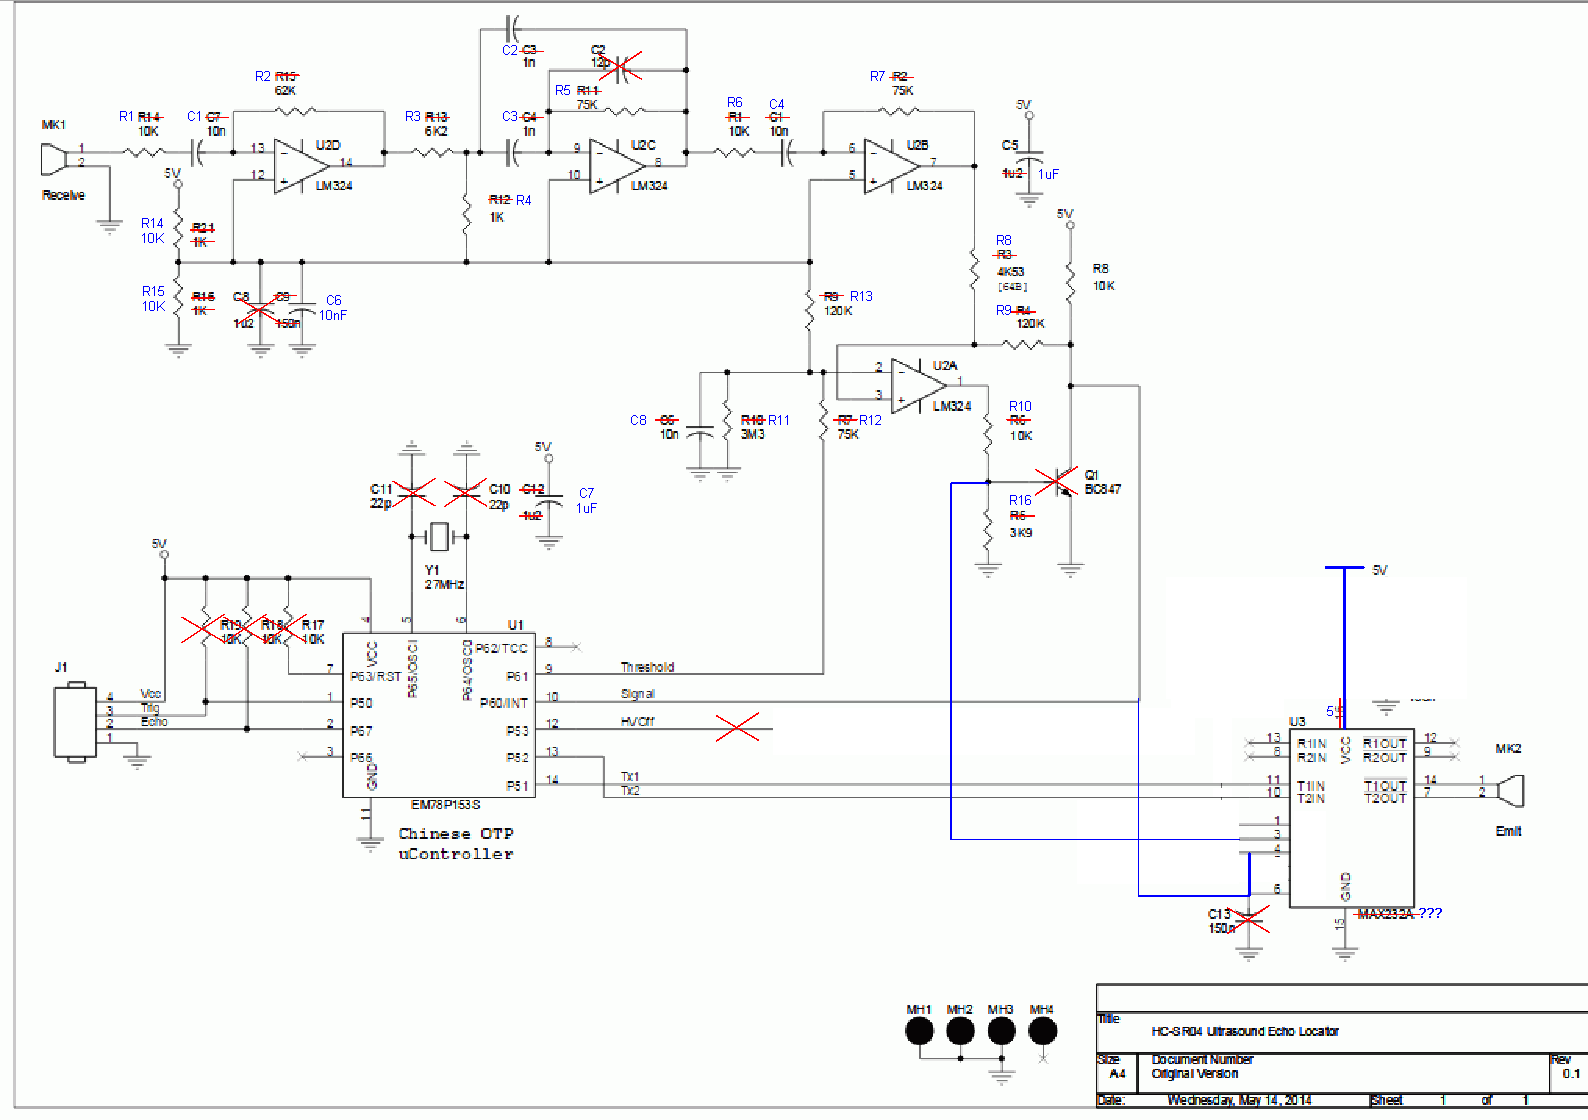 MK1
1
2
Receive
R1 R14
10K
C1 C7
10n
R2 R15
62K
13
12
14
U2D
LM324
5V
R14
10K
R21
1K
R15
10K
R16
1K
C8
1u2
C9
150n
C6
10nF
R3 R13
6K2
R12 R4
1K
C2 C3
1n
C2
12p
R5 R11
75K
C3 C4
1n
9
10
8
U2C
LM324
R6
R1
10K
C4
C1
10n
R7 R2
75K
6
5
7
U2B
LM324
5V
C5
1u2 1uF
5V
R8
R3
4K53
[64B]
R8
10K
R9 R4
120K
R9 R13
120K
2
3
1
U2A
LM324
C8 C6
10n
R10 R11
3M3
R7 R12
75K
R10
R6
10K
R16
R5
3K9
Q1
BC847
C11
22p
C10
22p
5V
C12 C7
1u2 1uF
Y1
27MHz
5V
R19
10K
R18
10K
R17
10K
J1
4 Vcc
3 Trig
2 Echo
1
U1
4
5
6
7
1
2
3
11
8
9
10
12
13
14
VCC
P65/OSCI
P64/OSCO
P62/TCC
P63/RST
P61
P50
P60/INT
P67
P53
P66
P52
GND
P51
EM78P153S
Chinese OTP
uController
Threshold
Signal
HV/Off
Tx1
Tx2
5V
5V
U3
13
8
11
10
1
3
4
6
15
12
9
14
7
R1IN
R2IN
T1IN
T2IN
VCC
R1OUT
R2OUT
T1OUT
T2OUT
GND
MAX232A ???
C13
150n
MK2
1
2
Emit
MH1 MH2 MH3 MH4
Title
HC-SR04 Ultrasound Echo Locator
Size Document Number Rev
A4 Original Version 0.1
Date: Wednesday, May 14, 2014 Sheet 1 of 1